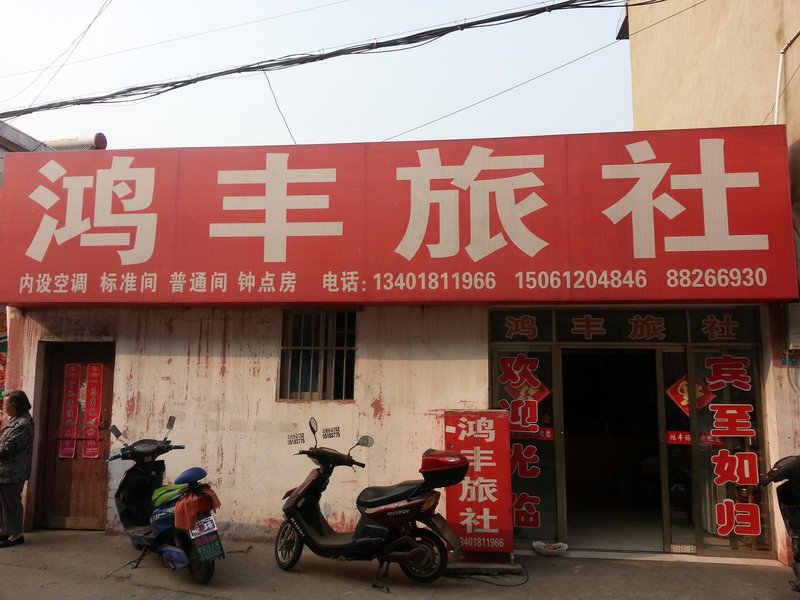 鸿丰旅社
内设空调 标准间 普通间 钟点房 电话：13401811966 15061204846 88266930
鸿丰旅社
欢迎光临
宾至如归
鸿丰旅社
13401811966